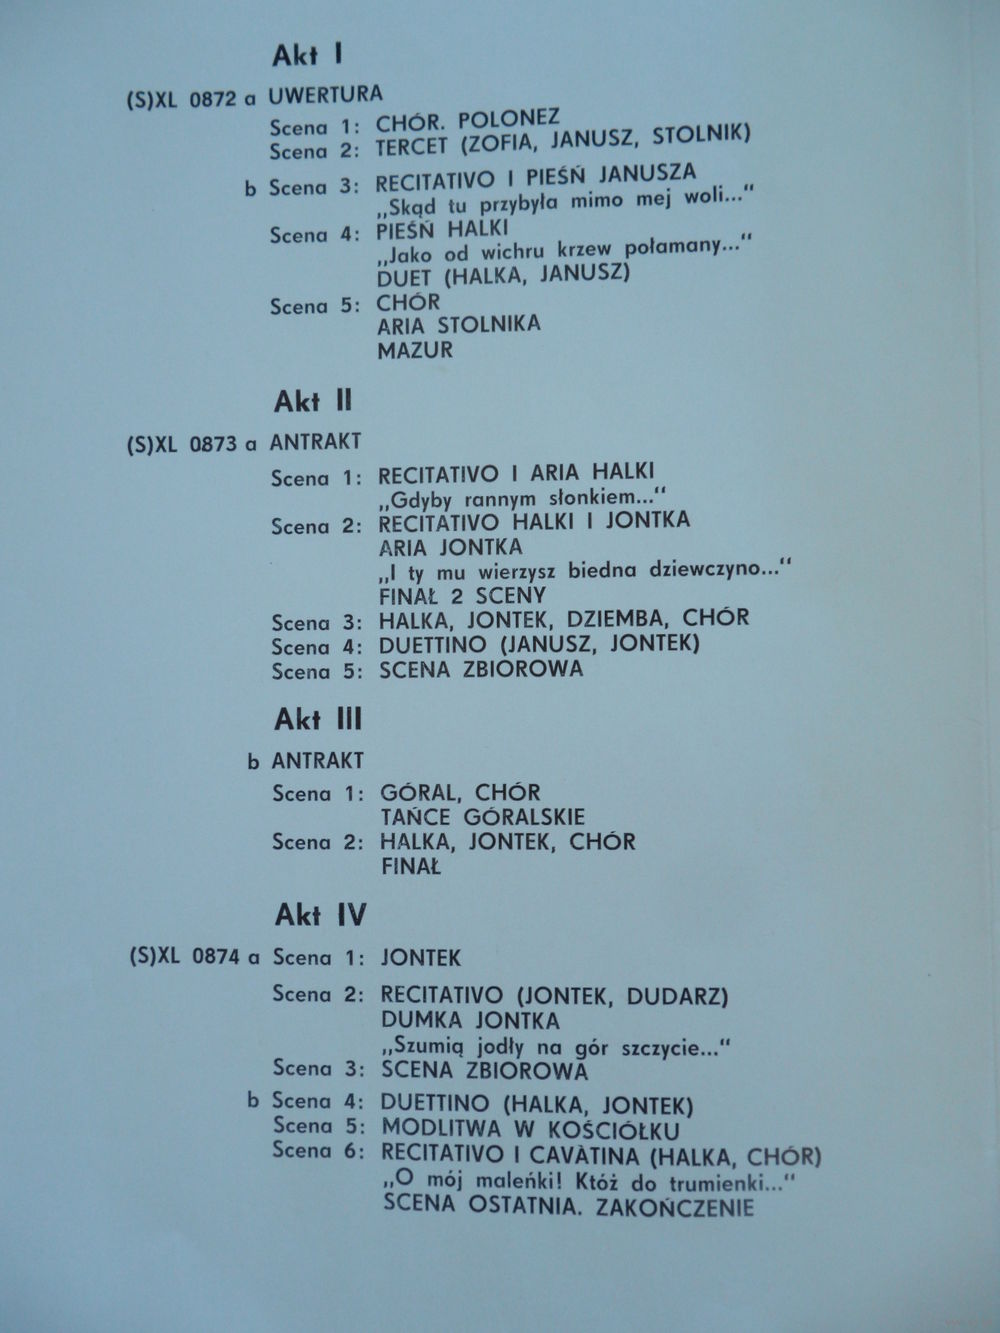 Akt I
(S)XL 0872 a UWERTURA
Scena 1: CHÓR. POLONEZ
Scena 2: TERCET (ZOFIA, JANUSZ, STOLNIK)
b Scena 3: RECITATIVO I PIEŚŃ JANUSZA
„Skąd tu przybyła mimo mej woli..."
Scena 4: PIEŚŃ HALKI
„Jako od wichru krzew połamany..."
DUET (HALKA, JANUSZ)
Scena 5: CHÓR
ARIA STOLNIKA
MAZUR
Akt II
(S)XL 0873 a ANTRAKT
Scena 1: RECITATIVO I ARIA HALKI
„Gdyby rannym słonkiem..."
Scena 2: RECITATIVO HALKI I JONTKA
ARIA JONTKA
„I ty mu wierzysz biedna dziewczyno..."
FINAŁ 2 SCENY
Scena 3: HALKA, JONTEK, DZIEMBA, CHÓR
Scena 4: DUETTINO (JANUSZ, JONTEK)
Scena 5: SCENA ZBIOROWA
Akt III
b ANTRAKT
Scena 1: GÓRAL, CHÓR
TAŃCE GÓRALSKIE
Scena 2: HALKA, JONTEK, CHÓR
FINAŁ
Akt IV
(S)XL 0874 a Scena 1: JONTEK
Scena 2: RECITATIVO (JONTEK, DUDARZ)
DUMKA JONTKA
„Szumią jodły na gór szczycie..."
Scena 3: SCENA ZBIOROWA
b Scena 4: DUETTINO (HALKA, JONTEK)
Scena 5: MODLITWA W KOŚCIÓŁKU
Scena 6: RECITATIVO I CAVATINA (HALKA, CHÓR)
„O mój maleńki! Któż do trumienki..."
SCENA OSTATNIA. ZAKOŃCZENIE